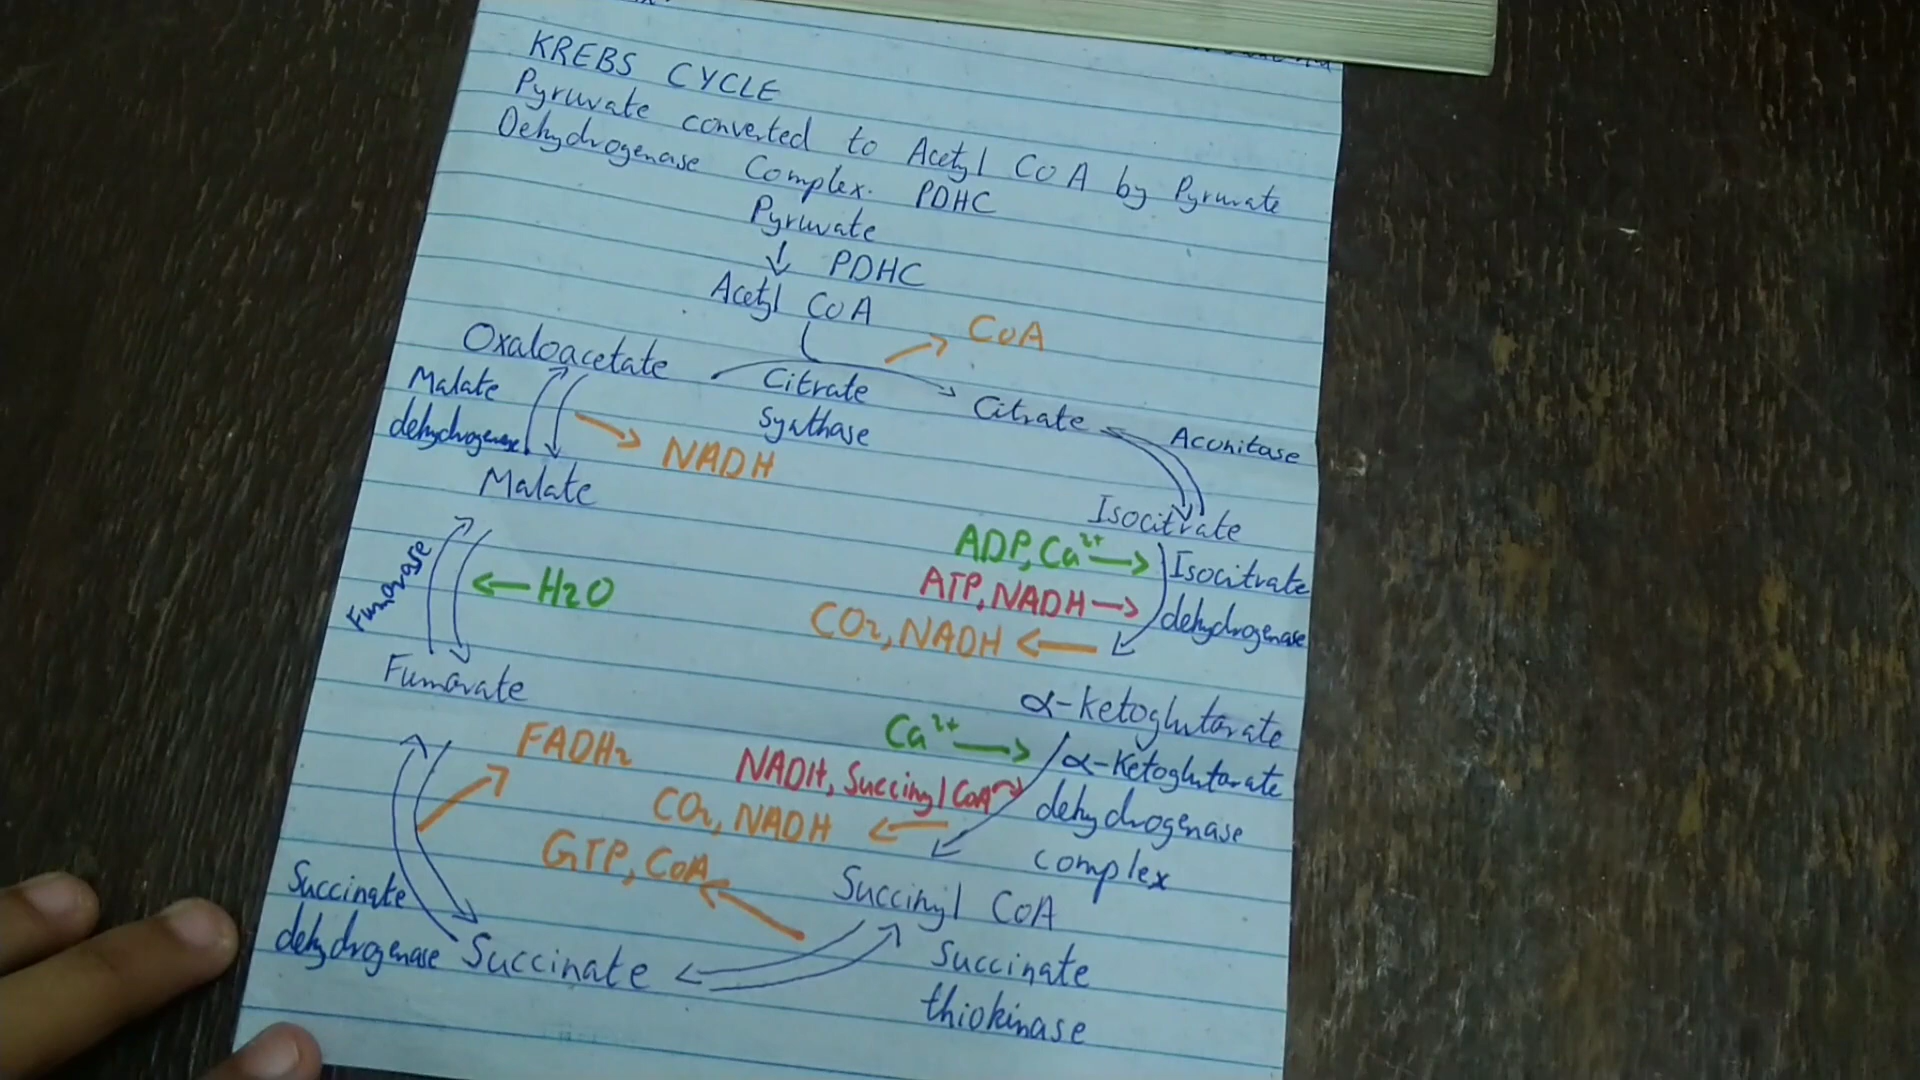 KREBS CYCLE
Pyruvate converted to Acetyl CoA by Pyruvate
Dehydrogenase Complex. PDHC
Pyruvate
↓ PDHC
Acetyl CoA
CoA
Oxaloacetate
Citrate
synthase
Citrate
Aconitase
Malate
dehydrogenase
NADH
Malate
Isocitrate
ADP, Ca²⁺ →
ATP, NADH →
CO₂, NADH ←
Isocitrate
dehydrogenase
Fumarase
← H2O
Fumarate
α-ketoglutarate
Ca²⁺ →
NADH, Succinyl CoA →
CO₂, NADH ←
α-Ketoglutarate
dehydrogenase
complex
FADH₂
GTP, CoA
Succinyl CoA
Succinate
dehydrogenase
Succinate
Succinate
thiokinase